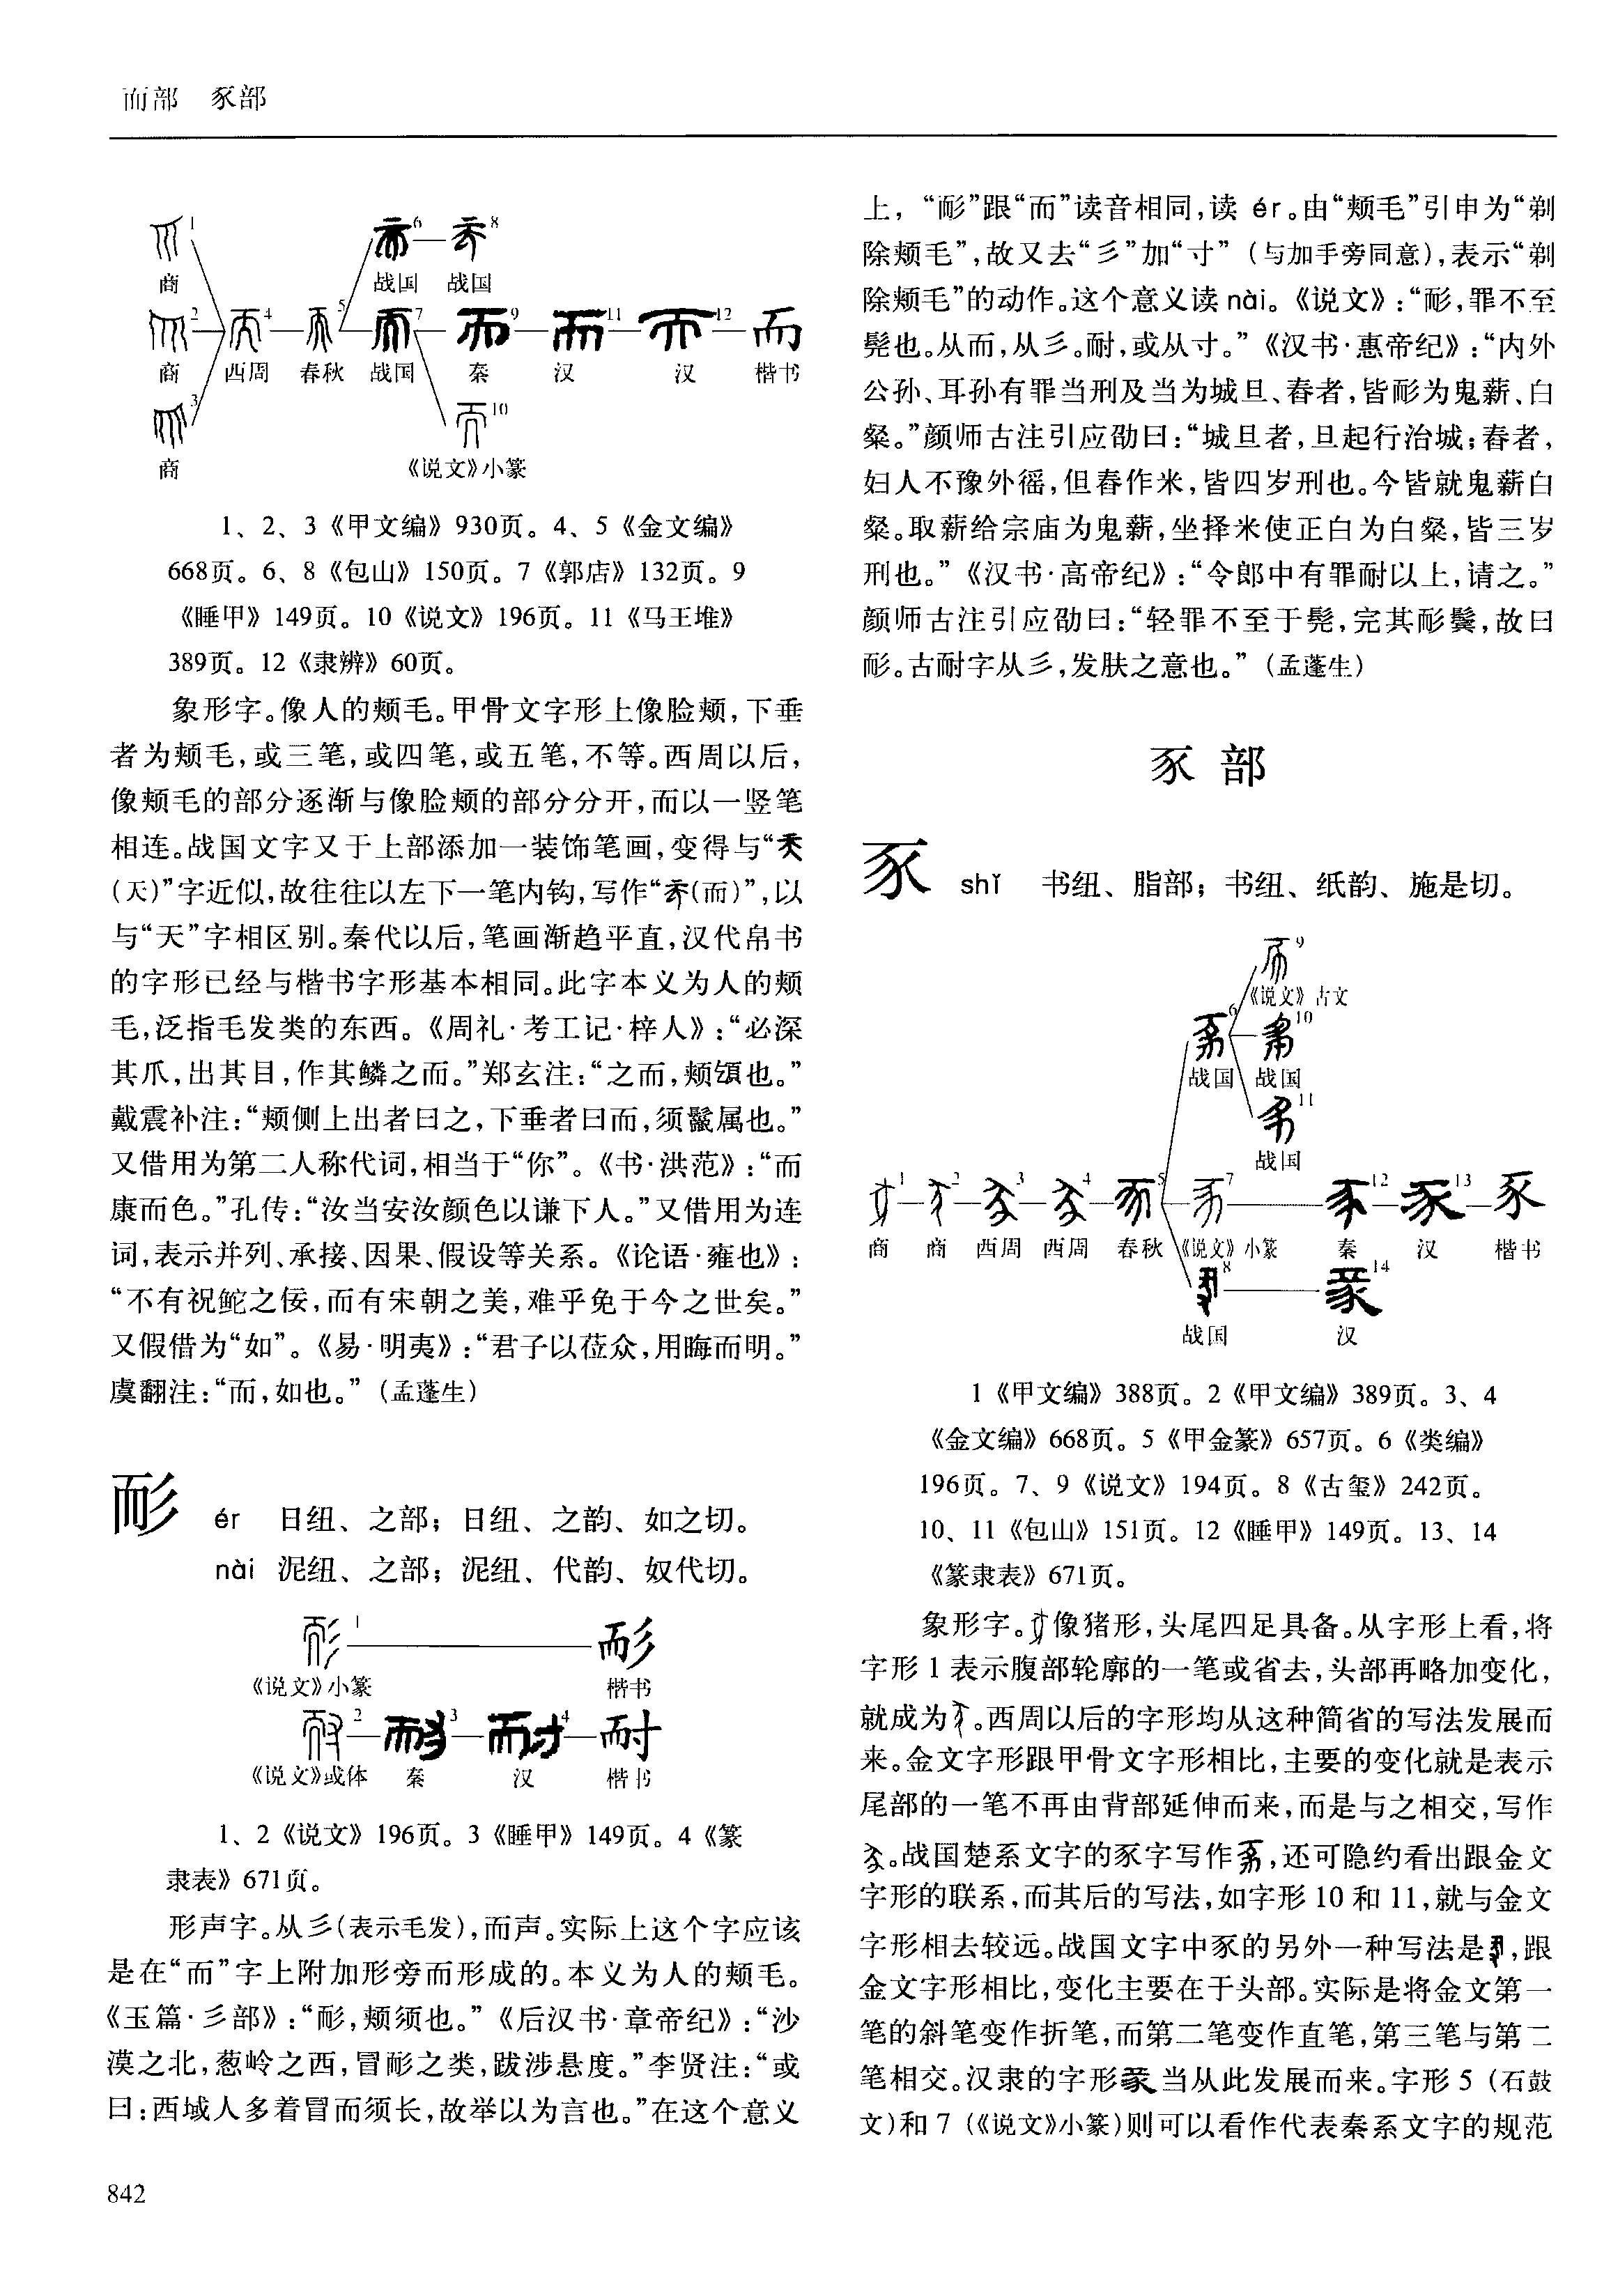 而部 豕部
1 6 8
商 战国 战国
2 4 5 7 9 11 12 而
商 西周 春秋 战国 秦 汉 汉 楷书
3 10
商 《说文》小篆
1、2、3《甲文编》930页。4、5《金文编》
668页。6、8《包山》150页。7《郭店》132页。9
《睡甲》149页。10《说文》196页。11《马王堆》
389页。12《隶辨》60页。
象形字。像人的颊毛。甲骨文字形上像脸颊，下垂
者为颊毛，或三笔，或四笔，或五笔，不等。西周以后，
像颊毛的部分逐渐与像脸颊的部分分开，而以一竖笔
相连。战国文字又于上部添加一装饰笔画，变得与“
(天)”字近似，故往往以左下一笔内钩，写作“(而)”，以
与“天”字相区别。秦代以后，笔画渐趋平直，汉代帛书
的字形已经与楷书字形基本相同。此字本义为人的颊
毛，泛指毛发类的东西。《周礼·考工记·梓人》：“必深
其爪，出其目，作其鳞之而。”郑玄注：“之而，颊㒹也。”
戴震补注：“颊侧上出者曰之，下垂者曰而，须鬣属也。”
又借用为第二人称代词，相当于“你”。《书·洪范》：“而
康而色。”孔传：“汝当安汝颜色以谦下人。”又借用为连
词，表示并列、承接、因果、假设等关系。《论语·雍也》：
“不有祝鮀之佞，而有宋朝之美，难乎免于今之世矣。”
又假借为“如”。《易·明夷》：“君子以莅众，用晦而明。”
虞翻注：“而，如也。”（孟蓬生）
耏 ér 日纽、之部；日纽、之韵、如之切。
nài 泥纽、之部；泥纽、代韵、奴代切。
1 耏
《说文》小篆 楷书
2 3 4 耐
《说文》或体 秦 汉 楷书
1、2《说文》196页。3《睡甲》149页。4《篆
隶表》671页。
形声字。从彡(表示毛发)，而声。实际上这个字应该
是在“而”字上附加形旁而形成的。本义为人的颊毛。
《玉篇·彡部》：“耏，颊须也。”《后汉书·章帝纪》：“沙
漠之北，葱岭之西，冒耏之类，跋涉悬度。”李贤注：“或
曰：西域人多着冒而须长，故举以为言也。”在这个意义
上，“耏”跟“而”读音相同，读 ér。由“颊毛”引申为“剃
除颊毛”，故又去“彡”加“寸”（与加手旁同意），表示“剃
除颊毛”的动作。这个意义读 nài。《说文》：“耏，罪不至
髡也。从而，从彡。耐，或从寸。”《汉书·惠帝纪》：“内外
公孙、耳孙有罪当刑及当为城旦、舂者，皆耏为鬼薪、白
粲。”颜师古注引应劭曰：“城旦者，旦起行治城；舂者，
妇人不豫外徭，但舂作米，皆四岁刑也。今皆就鬼薪白
粲。取薪给宗庙为鬼薪，坐择米使正白为白粲，皆三岁
刑也。”《汉书·高帝纪》：“令郎中有罪耐以上，请之。”
颜师古注引应劭曰：“轻罪不至于髡，完其耏鬓，故曰
耏。古耐字从彡，发肤之意也。”（孟蓬生）
豕部
豕 shǐ 书纽、脂部；书纽、纸韵、施是切。
9
《说文》古文
6 10
战国 战国
11
战国
1 2 3 4 5 7 12 13 豕
商 商 西周 西周 春秋 《说文》小篆 秦 汉 楷书
8 14
战国 汉
1《甲文编》388页。2《甲文编》389页。3、4
《金文编》668页。5《甲金篆》657页。6《类编》
196页。7、9《说文》194页。8《古玺》242页。
10、11《包山》151页。12《睡甲》149页。13、14
《篆隶表》671页。
象形字。像猪形，头尾四足具备。从字形上看，将
字形1表示腹部轮廓的一笔或省去，头部再略加变化，
就成为。西周以后的字形均从这种简省的写法发展而
来。金文字形跟甲骨文字形相比，主要的变化就是表示
尾部的一笔不再由背部延伸而来，而是与之相交，写作
。战国楚系文字的豕字写作，还可隐约看出跟金文
字形的联系，而其后的写法，如字形10和11，就与金文
字形相去较远。战国文字中豕的另外一种写法是，跟
金文字形相比，变化主要在于头部。实际是将金文第一
笔的斜笔变作折笔，而第二笔变作直笔，第三笔与第二
笔相交。汉隶的字形当从此发展而来。字形5（石鼓
文）和7（《说文》小篆）则可以看作代表秦系文字的规范
842